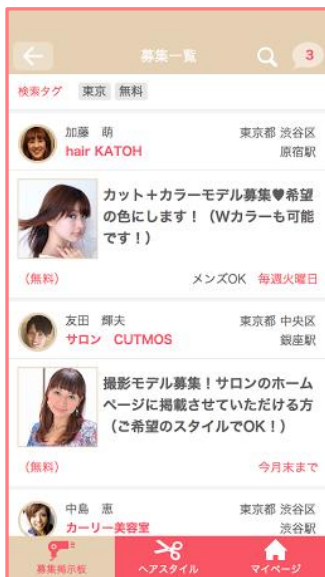 募集一覧
3
検索タグ 東京 無料
加藤 萌
東京都 渋谷区
hair KATOH
原宿駅
カット＋カラーモデル募集♥希望
の色にします！（Wカラーも可能
です！）
（無料）
メンズOK 毎週火曜日
友田 輝夫
東京都 中央区
サロン CUTMOS
銀座駅
撮影モデル募集！サロンのホーム
ページに掲載させていただける方
（ご希望のスタイルでOK！）
（無料）
今月末まで
中島 恵
東京都 渋谷区
カーリー美容室
渋谷駅
募集掲示板
ヘアスタイル
マイページ